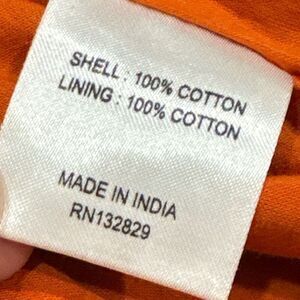 SHELL : 100% COTTON
LINING : 100% COTTON
MADE IN INDIA
RN132829